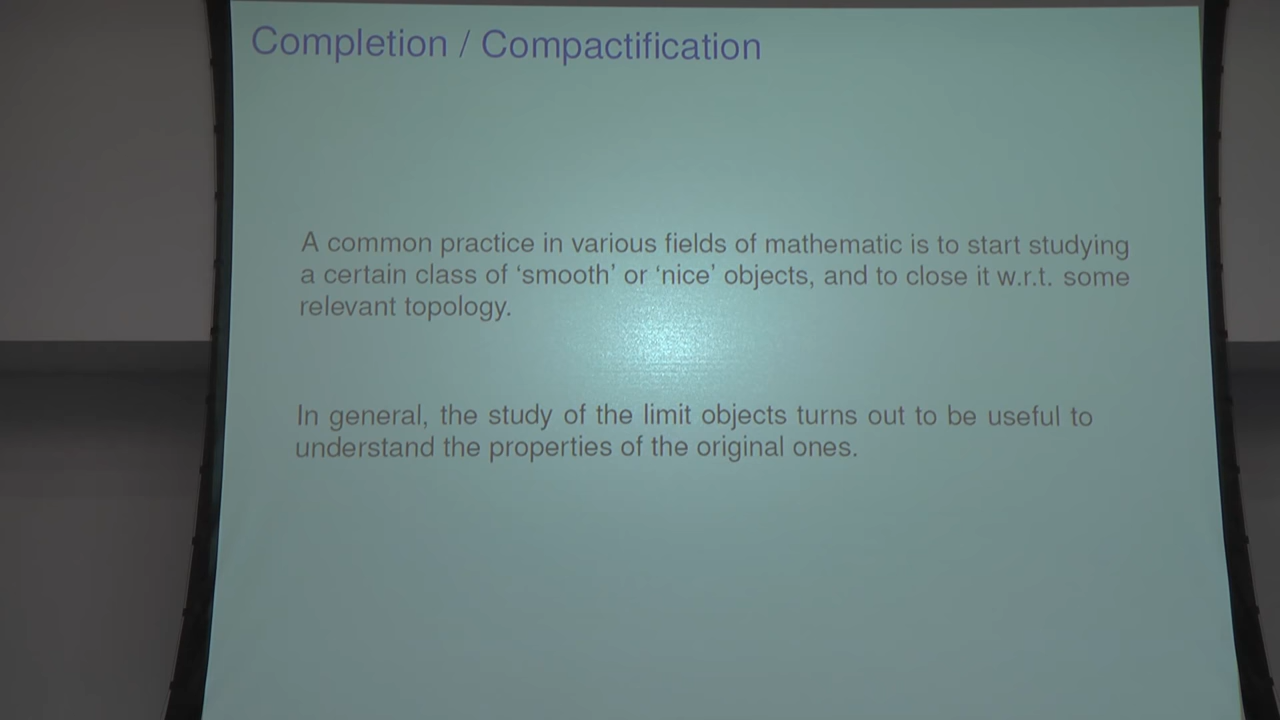 Completion / Compactification
A common practice in various fields of mathematic is to start studying
a certain class of ‘smooth’ or ‘nice’ objects, and to close it w.r.t. some
relevant topology.
In general, the study of the limit objects turns out to be useful to
understand the properties of the original ones.